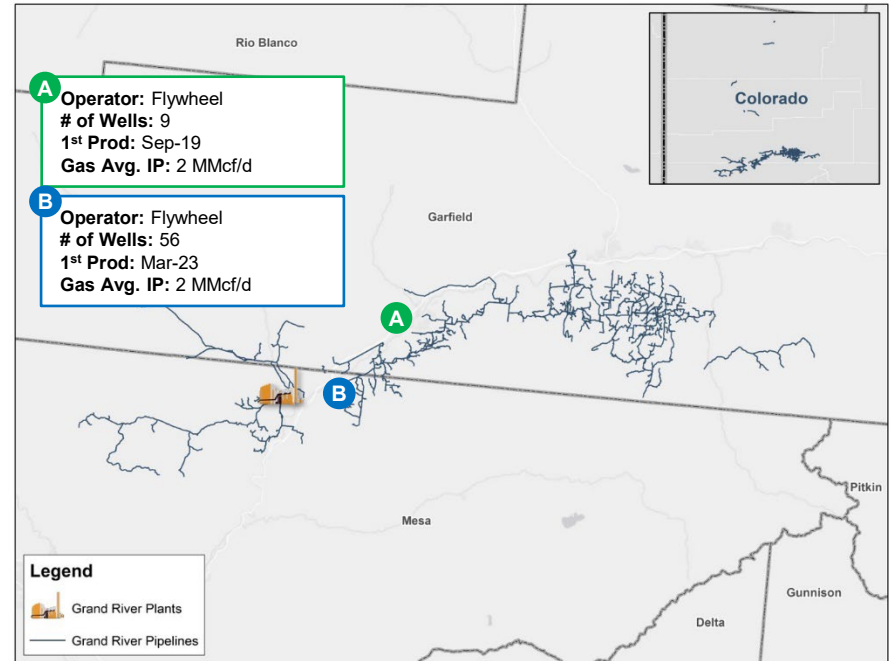 Rio Blanco
A
Operator: Flywheel
# of Wells: 9
1st Prod: Sep-19
Gas Avg. IP: 2 MMcf/d
Colorado
B
Operator: Flywheel
# of Wells: 56
1st Prod: Mar-23
Gas Avg. IP: 2 MMcf/d
Garfield
A
B
Mesa
Pitkin
Gunnison
Delta
Legend
Grand River Plants
Grand River Pipelines